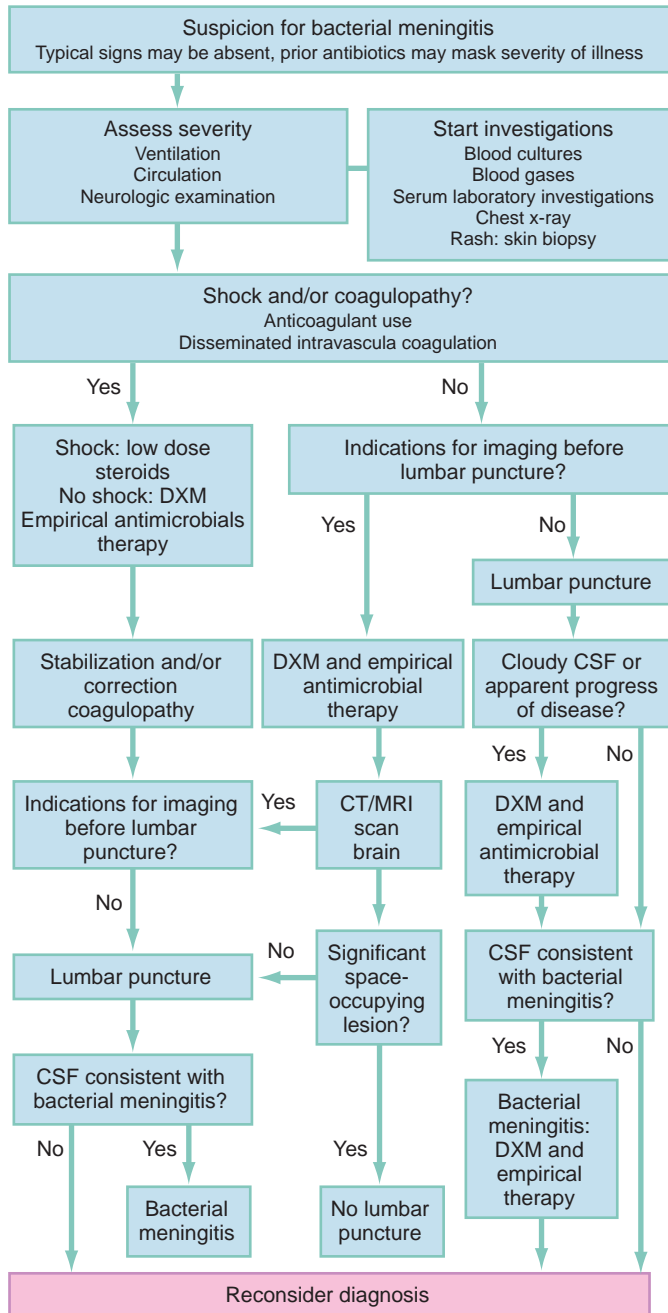 Suspicion for bacterial meningitis
Typical signs may be absent, prior antibiotics may mask severity of illness
Assess severity
Ventilation
Circulation
Neurologic examination
Start investigations
Blood cultures
Blood gases
Serum laboratory investigations
Chest x-ray
Rash: skin biopsy
Shock and/or coagulopathy?
Anticoagulant use
Disseminated intravascula coagulation
Yes
No
Shock: low dose
steroids
No shock: DXM
Empirical antimicrobials
therapy
Indications for imaging before
lumbar puncture?
Yes
No
Lumbar puncture
Stabilization and/or
correction
coagulopathy
DXM and empirical
antimicrobial
therapy
Cloudy CSF or
apparent progress
of disease?
Yes
No
Indications for imaging
before lumbar
puncture?
Yes
CT/MRI
scan
brain
DXM and
empirical
antimicrobial
therapy
No
Lumbar puncture
No
Significant
space-
occupying
lesion?
CSF consistent
with bacterial
meningitis?
Yes
No
CSF consistent with
bacterial meningitis?
Bacterial
meningitis:
DXM and
empirical
therapy
No
Yes
Yes
Bacterial
meningitis
No lumbar
puncture
Reconsider diagnosis